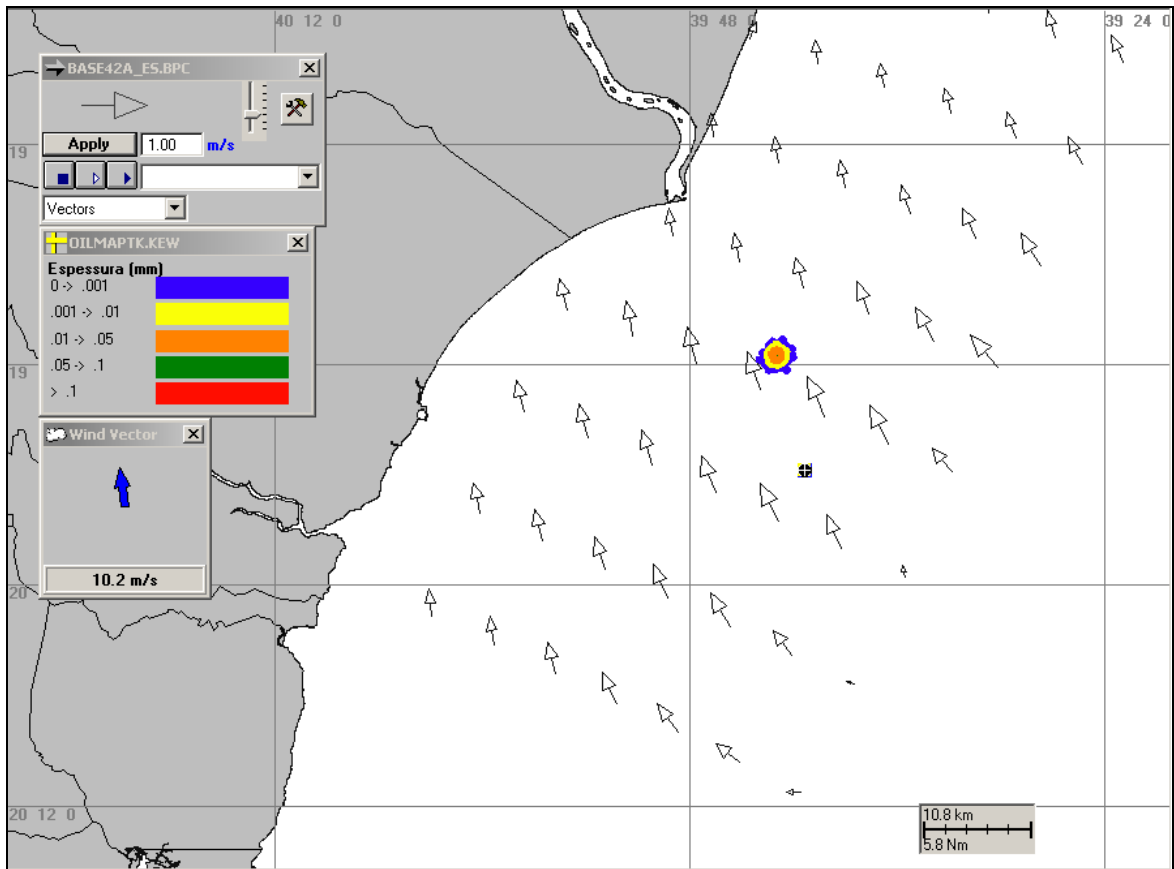 40 12 0
39 48 0
39 24 0
BASE42A_ES.BPC
Apply
1.00
m/s
19
Vectors
OILMAPTK.KEW
Espessura (mm)
0 -> .001
.001 -> .01
.01 -> .05
.05 -> .1
> .1
19
Wind Vector
10.2 m/s
20
20 12 0
10.8 km
5.8 Nm